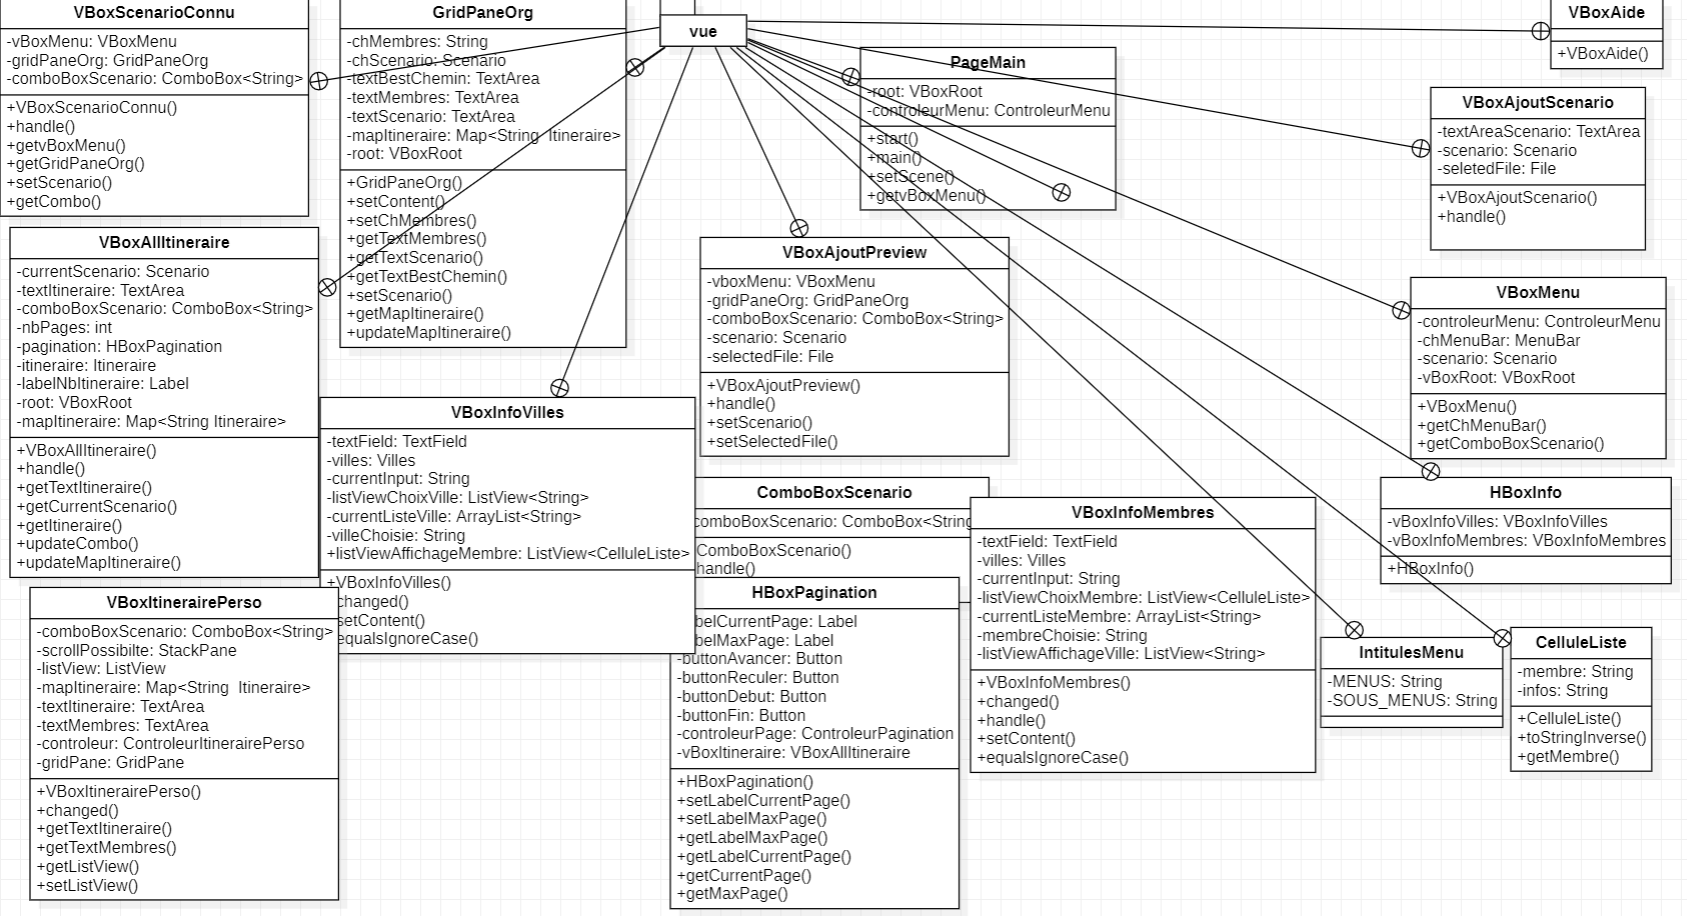 VBoxScenarioConnu
-vBoxMenu: VBoxMenu
-gridPaneOrg: GridPaneOrg
-comboBoxScenario: ComboBox<String>
+VBoxScenarioConnu()
+handle()
+getvBoxMenu()
+getGridPaneOrg()
+setScenario()
+getCombo()
GridPaneOrg
-chMembres: String
-chScenario: Scenario
-textBestChemin: TextArea
-textMembres: TextArea
-textScenario: TextArea
-mapItineraire: Map<String Itineraire>
-root: VBoxRoot
+GridPaneOrg()
+setContent()
+setChMembres()
+getTextMembres()
+getTextScenario()
+getTextBestChemin()
+setScenario()
+getMapItineraire()
+updateMapItineraire()
vue
PageMain
-root: VBoxRoot
-controleurMenu: ControleurMenu
+start()
+main()
+setScene()
+getvBoxMenu()
VBoxAide
+VBoxAide()
VBoxAjoutScenario
-textAreaScenario: TextArea
-scenario: Scenario
-seletedFile: File
+VBoxAjoutScenario()
+handle()
VBoxAllItineraire
-currentScenario: Scenario
-textItineraire: TextArea
-comboBoxScenario: ComboBox<String>
-nbPages: int
-pagination: HBoxPagination
-itineraire: Itineraire
-labelNbItineraire: Label
-root: VBoxRoot
-mapItineraire: Map<String Itineraire>
+VBoxAllItineraire()
+handle()
+getTextItineraire()
+getCurrentScenario()
+getItineraire()
+updateCombo()
+updateMapItineraire()
VBoxAjoutPreview
-vboxMenu: VBoxMenu
-gridPaneOrg: GridPaneOrg
-comboBoxScenario: ComboBox<String>
-scenario: Scenario
-selectedFile: File
+VBoxAjoutPreview()
+handle()
+setScenario()
+setSelectedFile()
VBoxMenu
-controleurMenu: ControleurMenu
-chMenuBar: MenuBar
-scenario: Scenario
-vBoxRoot: VBoxRoot
+VBoxMenu()
+getChMenuBar()
+getComboBoxScenario()
VBoxInfoVilles
-textField: TextField
-villes: Villes
-currentInput: String
-listViewChoixVille: ListView<String>
-currentListeVille: ArrayList<String>
-villeChoisie: String
+listViewAffichageMembre: ListView<CelluleListe>
+VBoxInfoVilles()
changed()
setContent()
equalsIgnoreCase()
ComboBoxScenario
comboBoxScenario: ComboBox<String
ComboBoxScenario()
handle()
VBoxInfoMembres
-textField: TextField
-villes: Villes
-currentInput: String
-listViewChoixMembre: ListView<CelluleListe>
-currentListeMembre: ArrayList<String>
-membreChoisie: String
-listViewAffichageVille: ListView<String>
+VBoxInfoMembres()
+changed()
+handle()
+setContent()
+equalsIgnoreCase()
HBoxInfo
-vBoxInfoVilles: VBoxInfoVilles
-vBoxInfoMembres: VBoxInfoMembres
+HBoxInfo()
VBoxItinerairePerso
-comboBoxScenario: ComboBox<String>
-scrollPossibilte: StackPane
-listView: ListView
-mapItineraire: Map<String  Itineraire>
-textItineraire: TextArea
-textMembres: TextArea
-controleur: ControleurItinerairePerso
-gridPane: GridPane
+VBoxItinerairePerso()
+changed()
+getTextItineraire()
+getTextMembres()
+getListView()
+setListView()
HBoxPagination
belCurrentPage: Label
belMaxPage: Label
-buttonAvancer: Button
-buttonReculer: Button
-buttonDebut: Button
-buttonFin: Button
-controleurPage: ControleurPagination
-vBoxItineraire: VBoxAllItineraire
+HBoxPagination()
+setLabelCurrentPage()
+setLabelMaxPage()
+getLabelMaxPage()
+getLabelCurrentPage()
+getCurrentPage()
+getMaxPage()
IntitulesMenu
-MENUS: String
-SOUS_MENUS: String
CelluleListe
-membre: String
-infos: String
+CelluleListe()
+toStringInverse()
+getMembre()